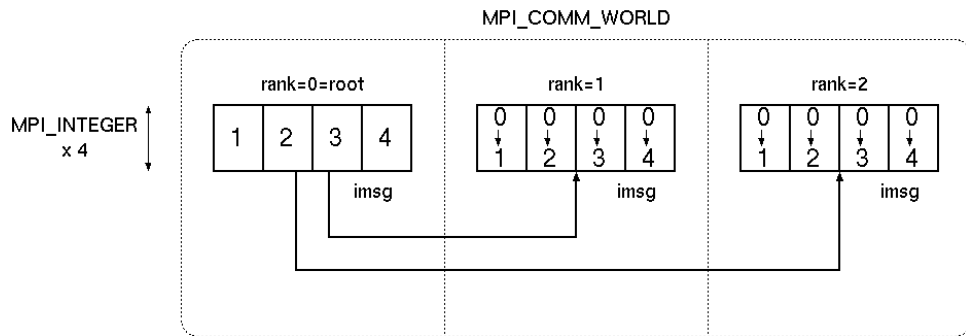 MPI_COMM_WORLD
rank=0=root
rank=1
rank=2
MPI_INTEGER
x 4
1 2 3 4
0 0 0 0
1 2 3 4
0 0 0 0
1 2 3 4
imsg
imsg
imsg